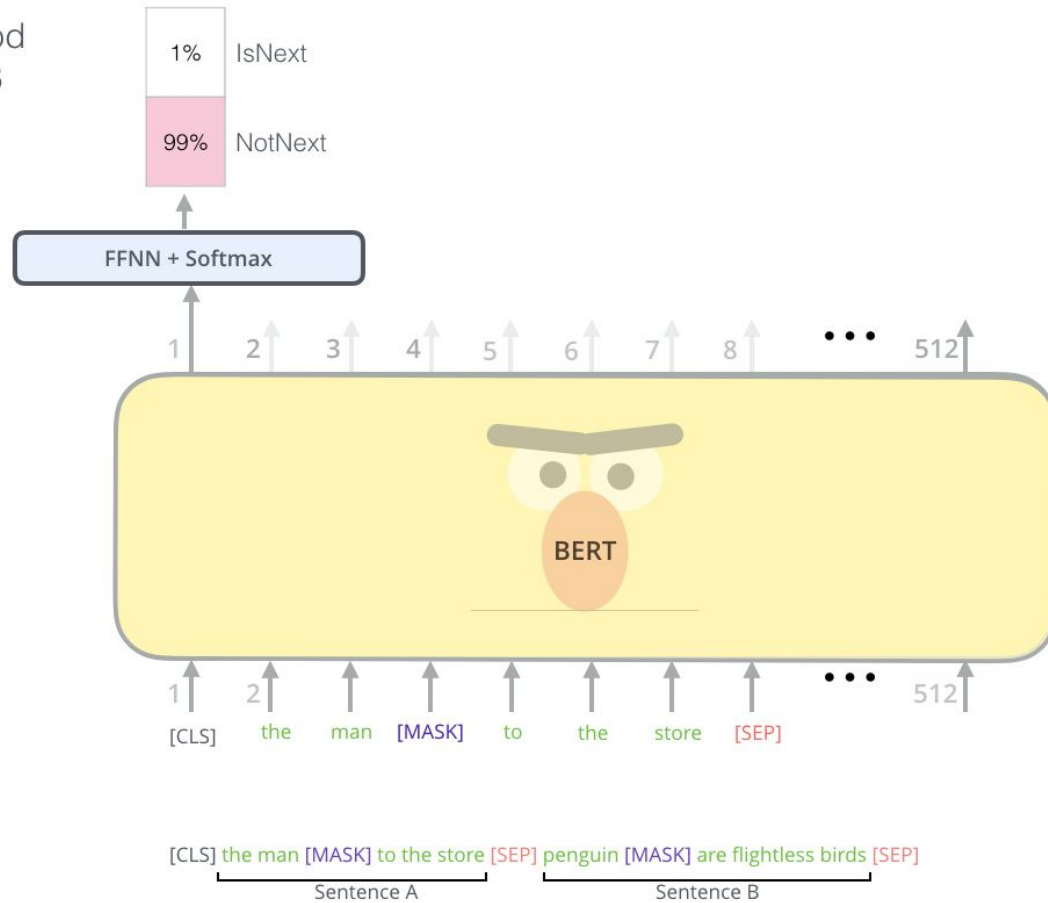 1% IsNext
99% NotNext
FFNN + Softmax
1 2 3 4 5 6 7 8 ••• 512
BERT
1 2 ••• 512
[CLS] the man [MASK] to the store [SEP]
[CLS] the man [MASK] to the store [SEP] penguin [MASK] are flightless birds [SEP]
Sentence A Sentence B